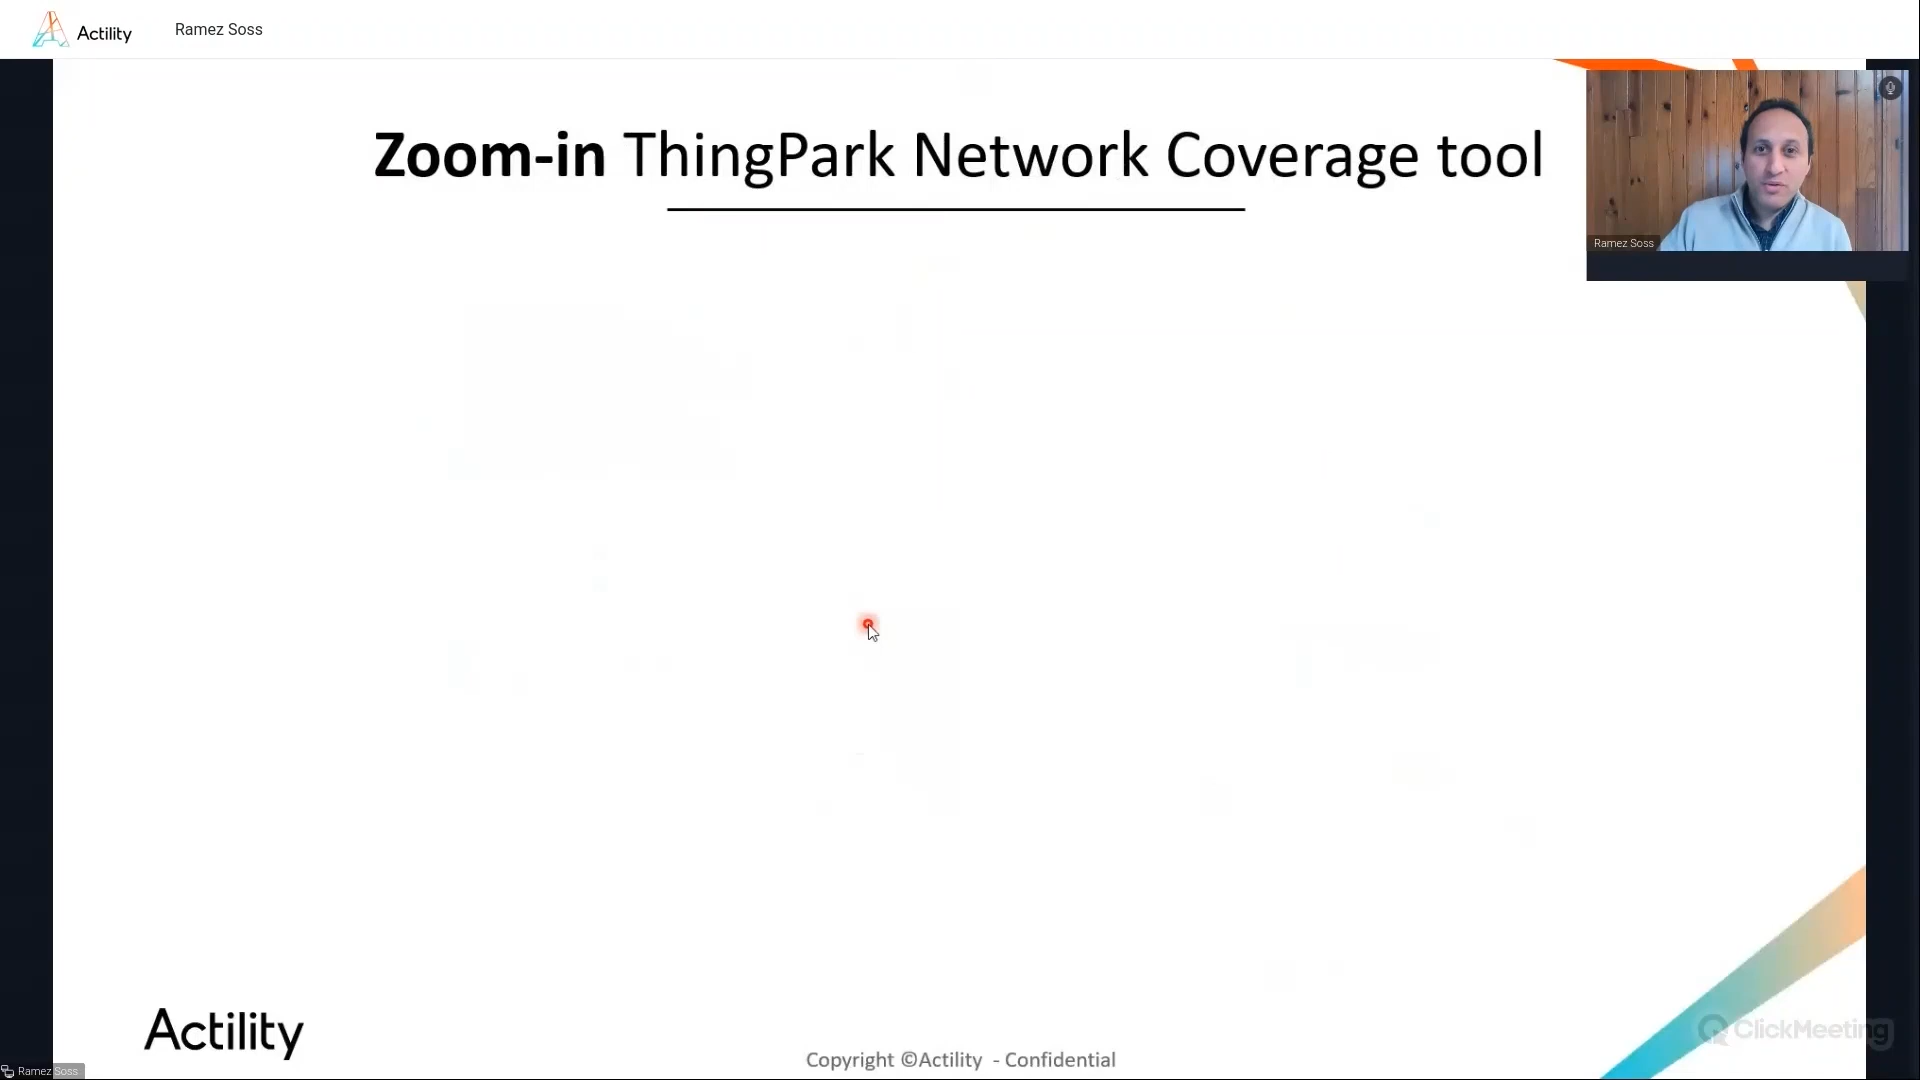 Actility
Ramez Soss
Zoom-in ThingPark Network Coverage tool
Ramez Soss
Actility
ClickMeeting
Copyright ©Actility - Confidential
Ramez Soss